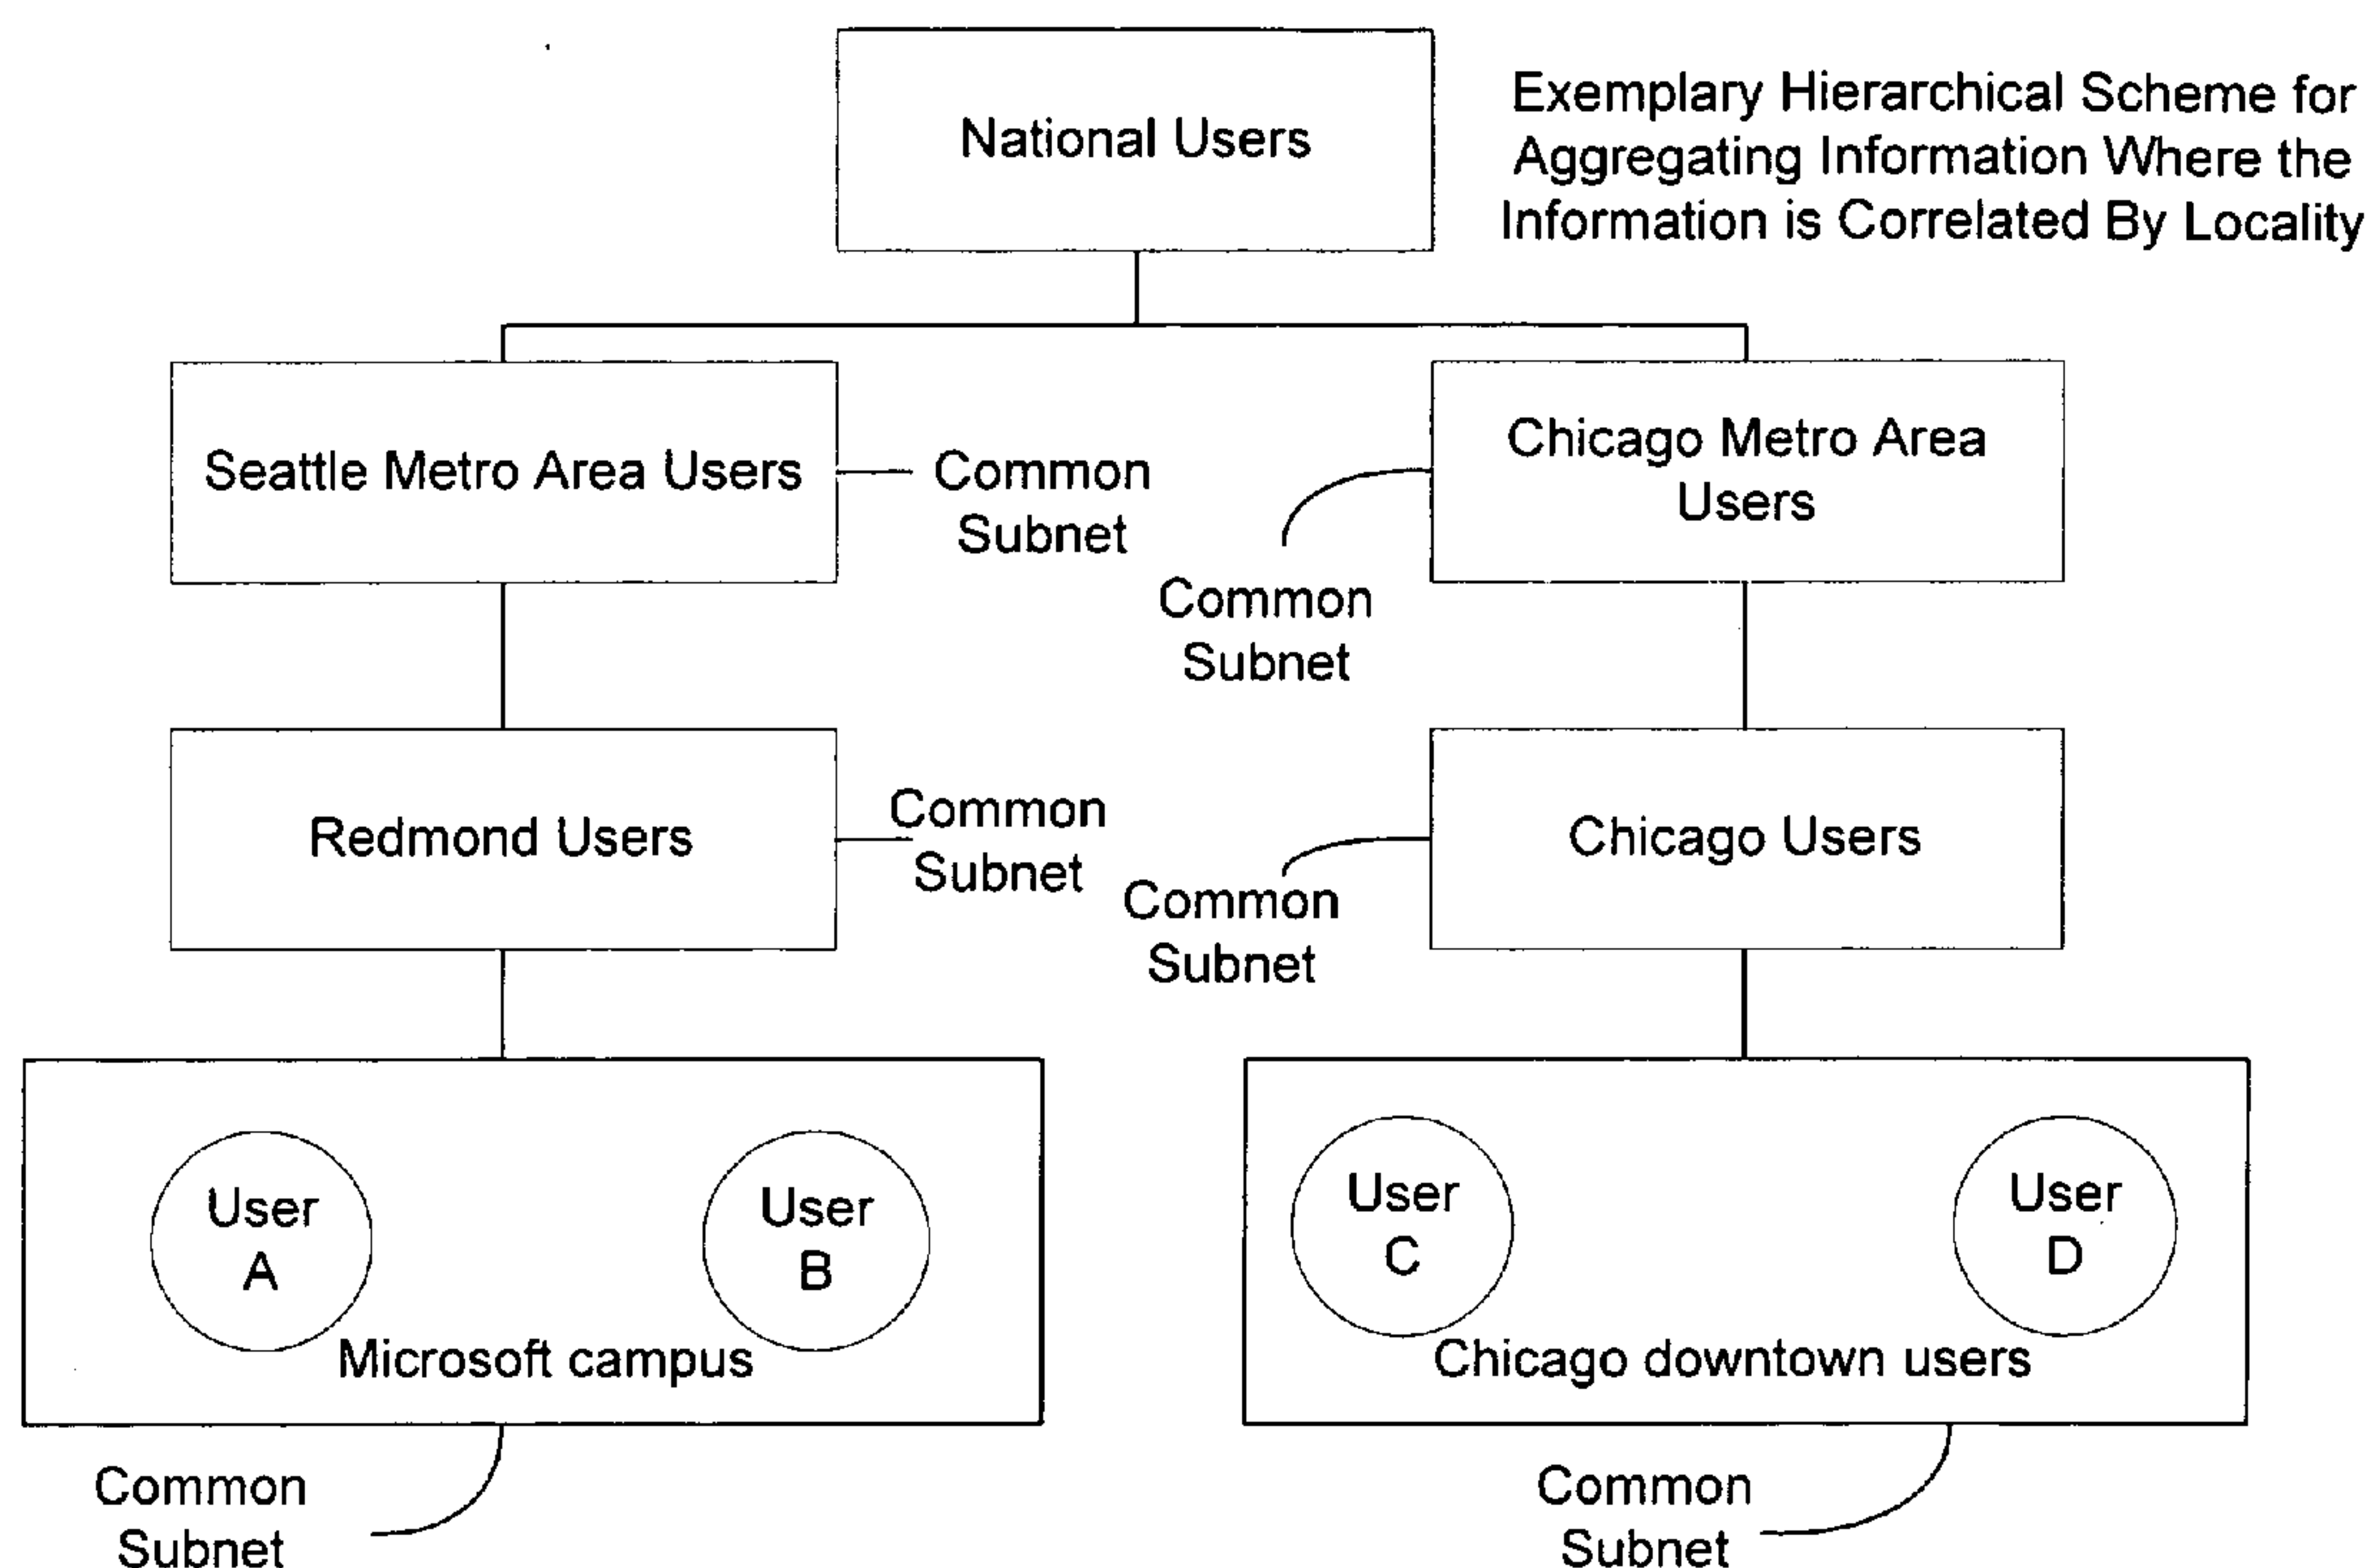 National Users
Exemplary Hierarchical Scheme for
Aggregating Information Where the
Information is Correlated By Locality
Seattle Metro Area Users
Common
Subnet
Chicago Metro Area
Users
Common
Subnet
Redmond Users
Common
Subnet
Chicago Users
Common
Subnet
User
A
User
B
Microsoft campus
User
C
User
D
Chicago downtown users
Common
Subnet
Common
Subnet